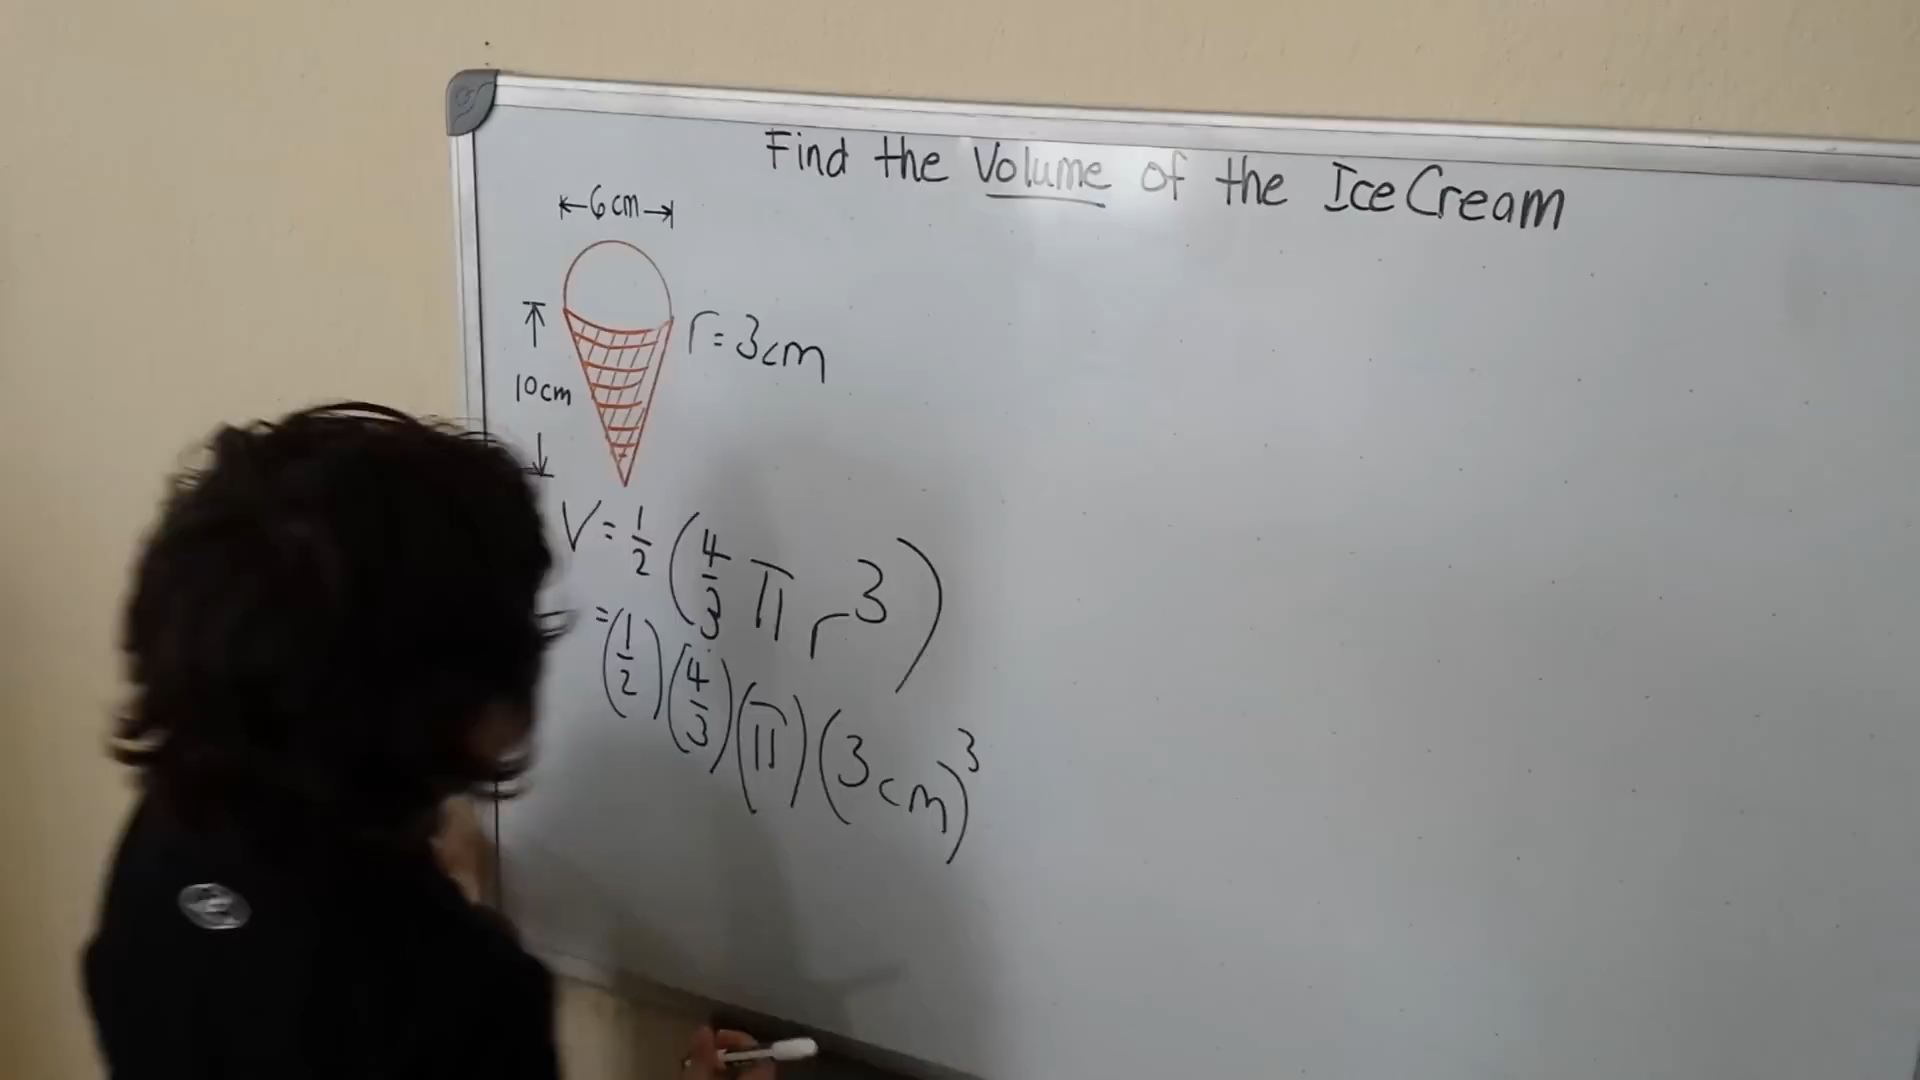 Find the Volume of the Ice Cream
6cm
10cm
r = 3cm
V = 1/2 (4/3 π r³)
= (1/2)(4/3)(π)(3cm)³